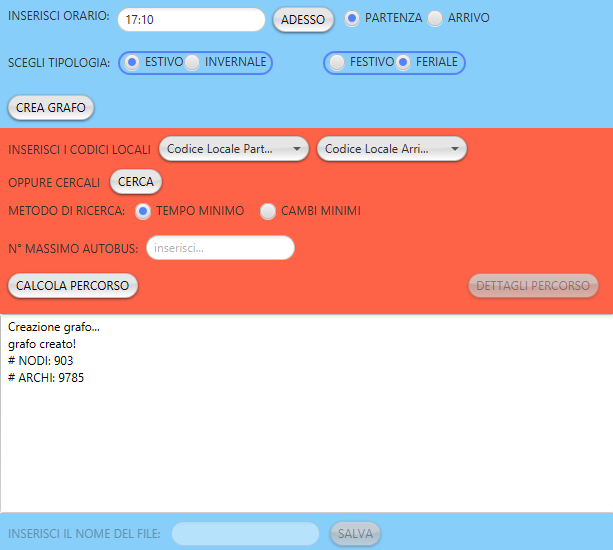 INSERISCI ORARIO: 17:10 ADESSO PARTENZA ARRIVO
SCEGLI TIPOLOGIA: ESTIVO INVERNALE FESTIVO FERIALE
CREA GRAFO
INSERISCI I CODICI LOCALI Codice Locale Part... Codice Locale Arri...
OPPURE CERCALI CERCA
METODO DI RICERCA: TEMPO MINIMO CAMBI MINIMI
N° MASSIMO AUTOBUS: inserisci...
CALCOLA PERCORSO DETTAGLI PERCORSO
Creazione grafo...
grafo creato!
# NODI: 903
# ARCHI: 9785
INSERISCI IL NOME DEL FILE: SALVA